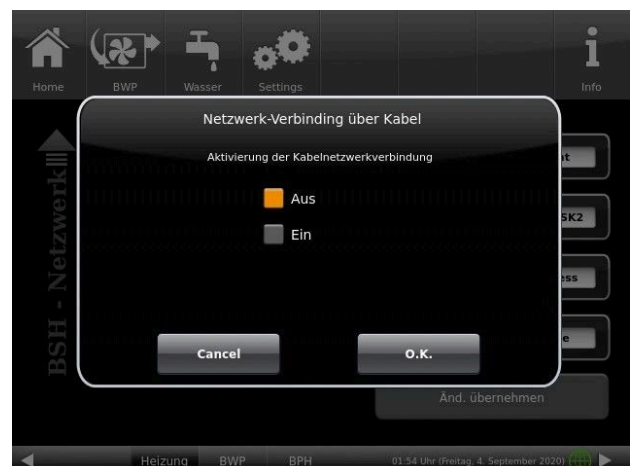 Home BWP Wasser Settings Info
Netzwerk-Verbinding über Kabel
Aktivierung der Kabelnetzwerkverbindung
Aus
Ein
Cancel O.K.
BSH - Netzwerk
SK2
Änd. übernehmen
Heizung BWP BPH 01:54 Uhr (Freitag, 4. September 2020)